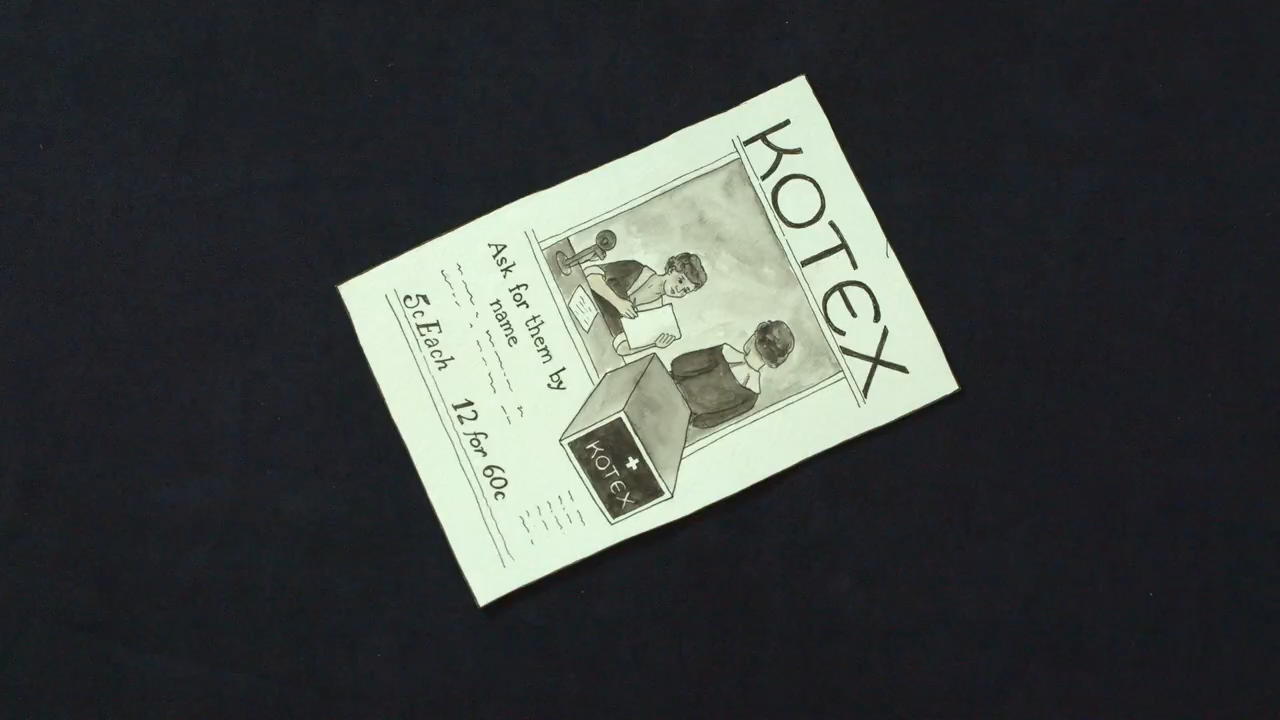 KOTEX
KOTEX
Ask for them by
name
5c Each 12 for 60c